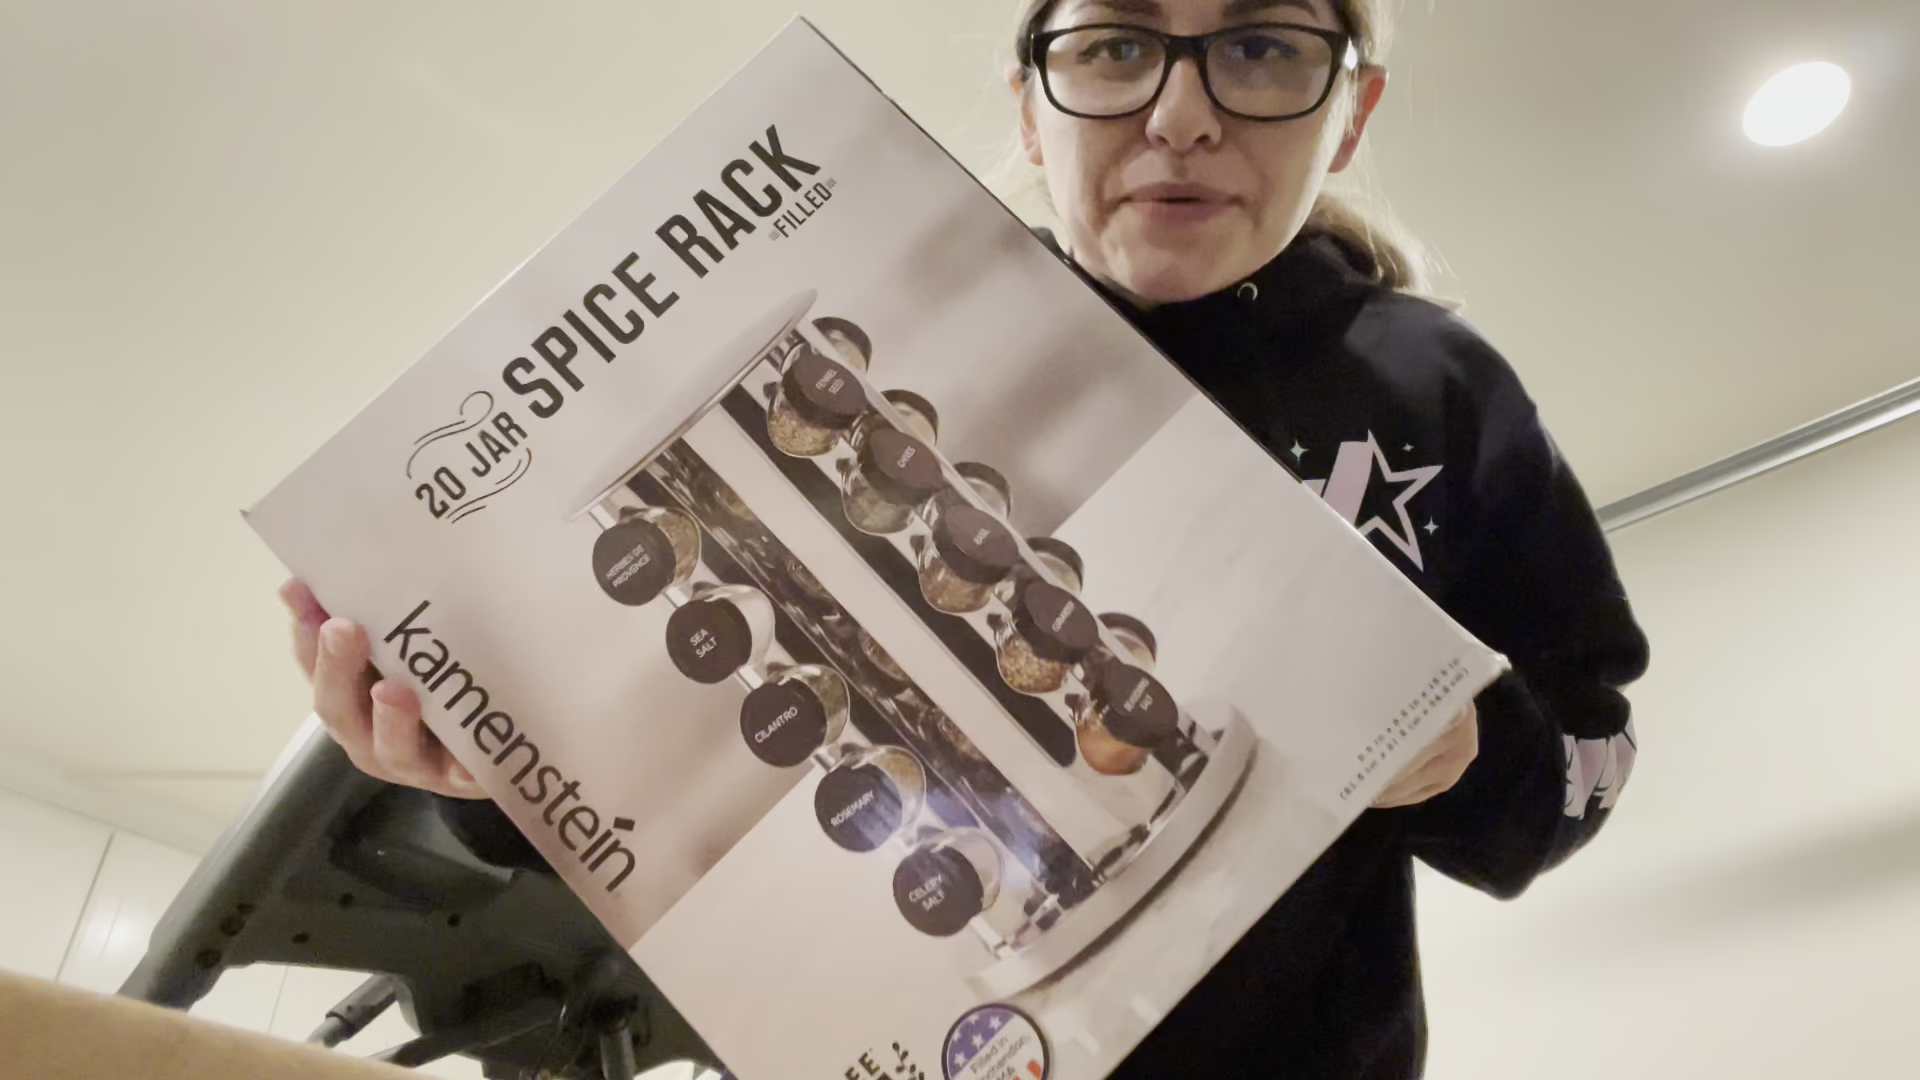 20 JAR SPICE RACK
FILLED
kamenstein
FENNEL
SEED
CHIVES
BASIL
CORIANDER
HERBES DE
PROVENCE
SEA
SALT
CILANTRO
ROSEMARY
CELERY
SALT
Filled in